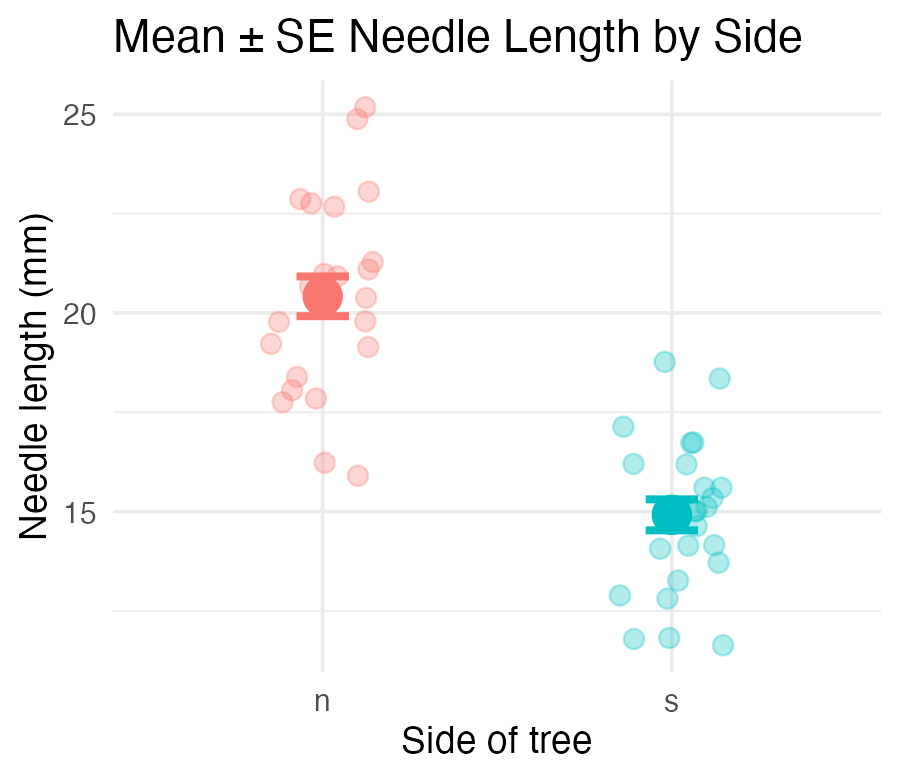 Mean ± SE Needle Length by Side
25
20
15
Needle length (mm)
n
s
Side of tree